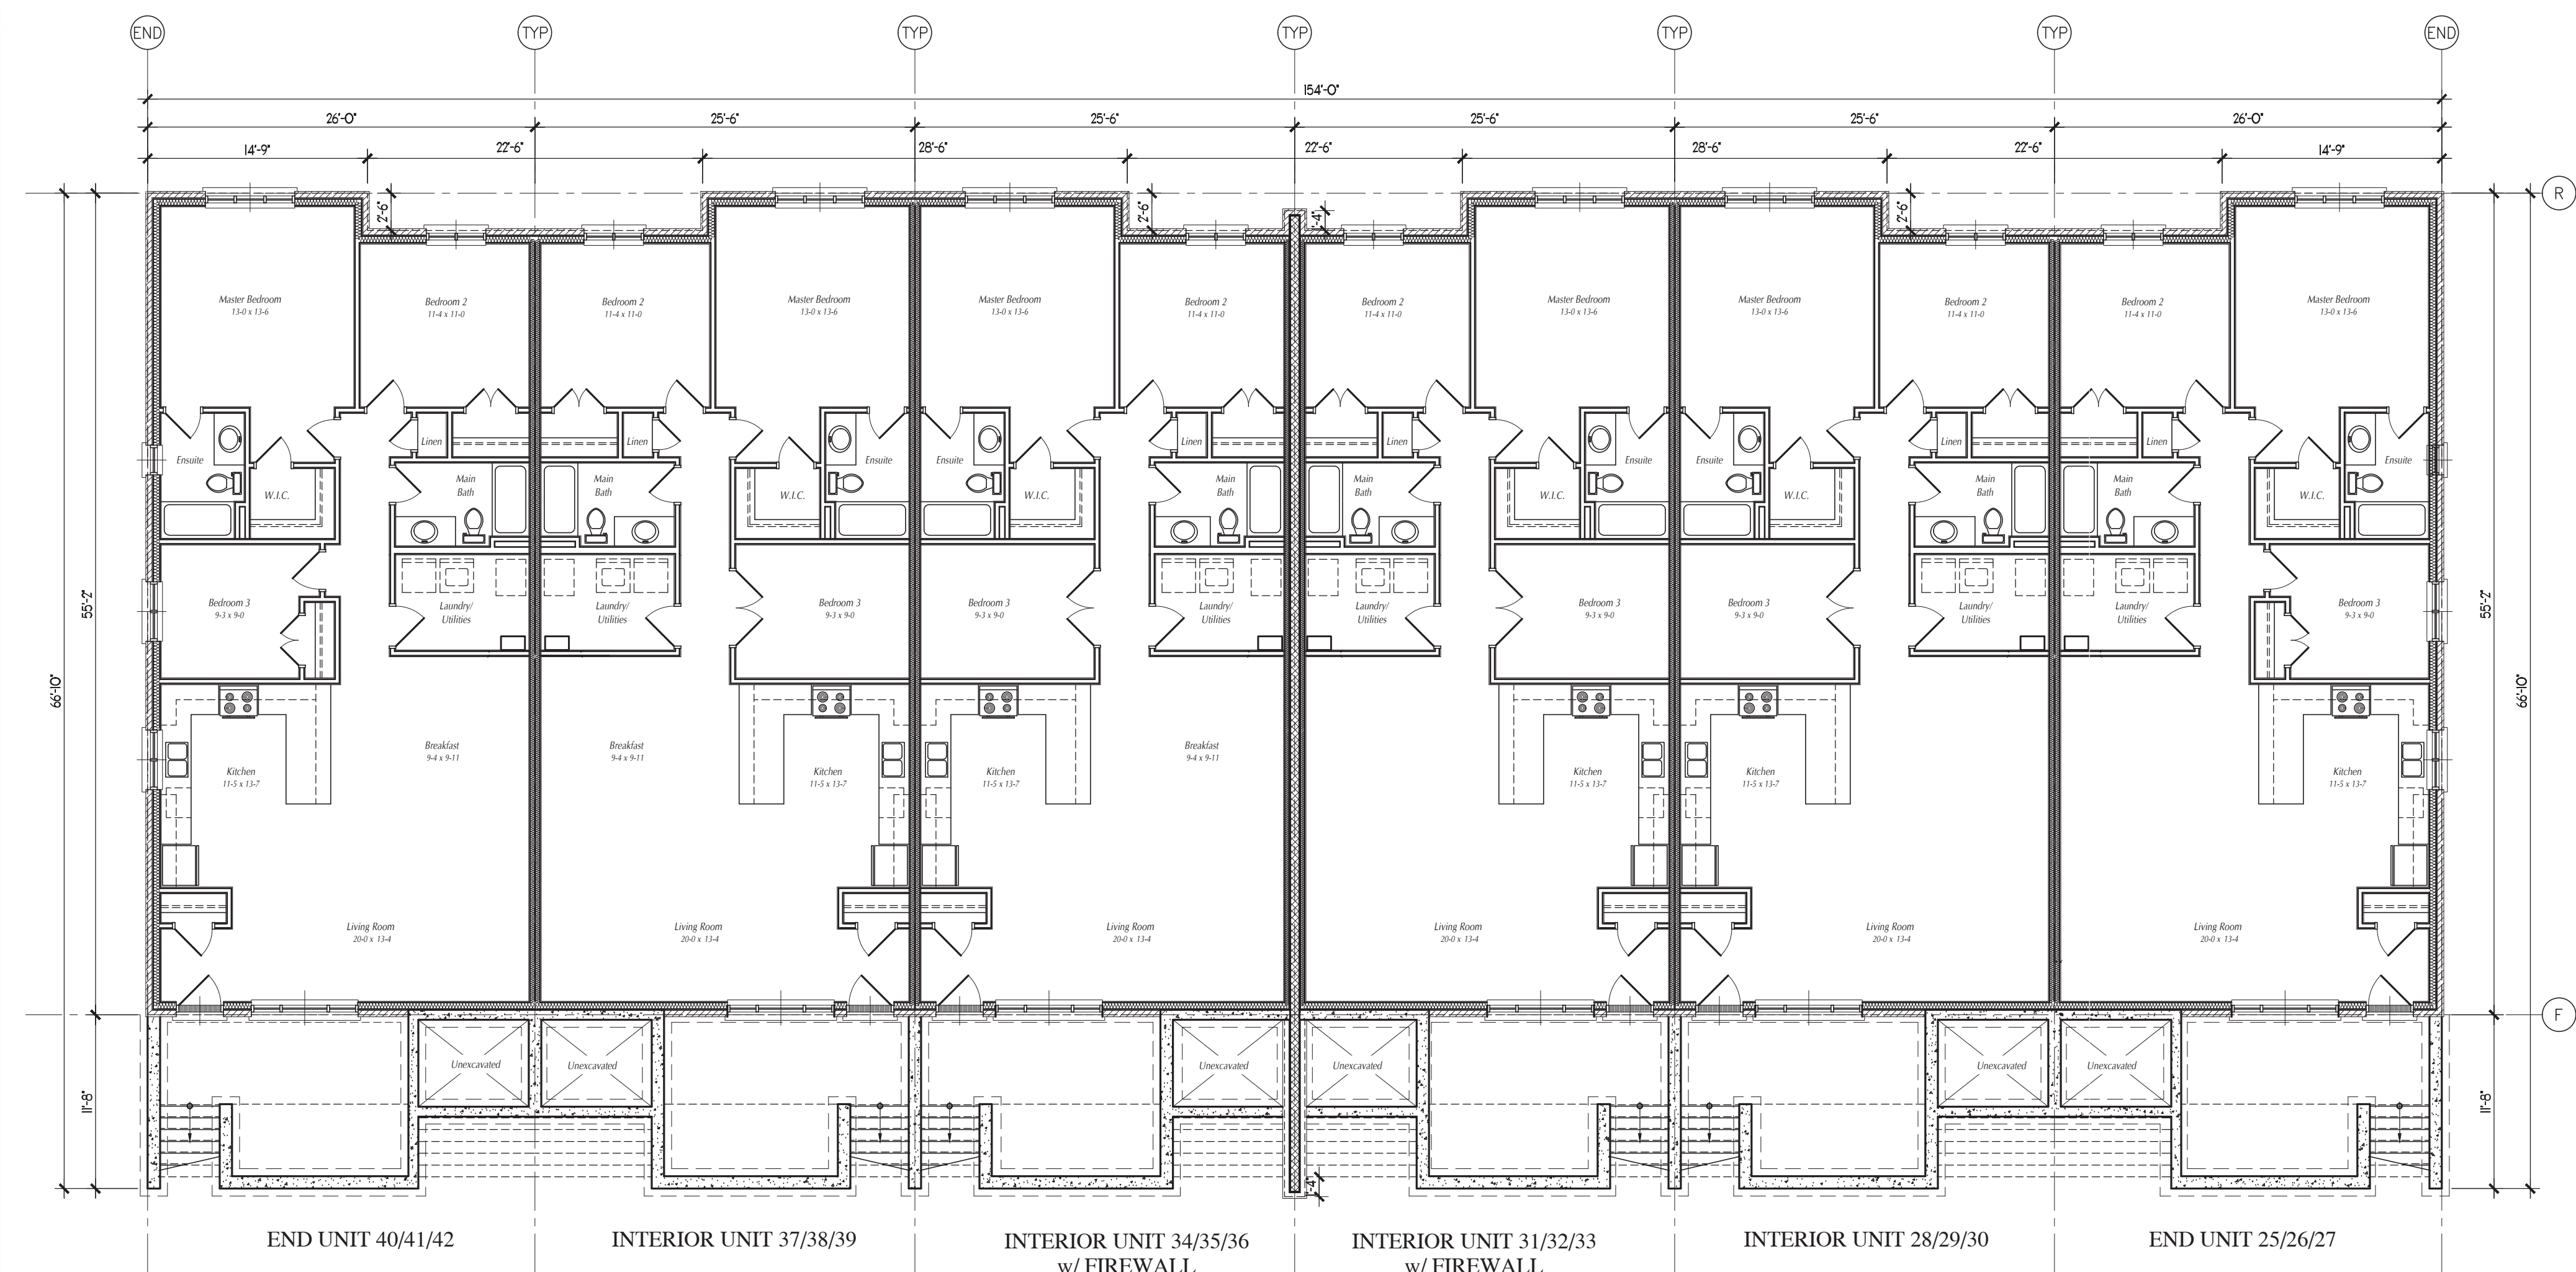 END TYP TYP TYP TYP TYP END
154'-0"
26'-0" 25'-6" 25'-6" 25'-6" 25'-6" 26'-0"
14'-9" 22'-6" 28'-6" 22'-6" 28'-6" 22'-6" 14'-9"
R
2'-6" 2'-6" 1'-4" 2'-6"
Master Bedroom Bedroom 2 Bedroom 2 Master Bedroom Master Bedroom Bedroom 2 Bedroom 2 Master Bedroom Master Bedroom Bedroom 2 Bedroom 2 Master Bedroom
13-0 x 13-6 11-4 x 11-0 11-4 x 11-0 13-0 x 13-6 13-0 x 13-6 11-4 x 11-0 11-4 x 11-0 13-0 x 13-6 13-0 x 13-6 11-4 x 11-0 11-4 x 11-0 13-0 x 13-6
Linen Linen Linen Linen Linen Linen
Ensuite Ensuite Ensuite Ensuite Ensuite Ensuite
Main Main Main Main Main Main
Bath Bath Bath Bath Bath Bath
W.I.C. W.I.C. W.I.C. W.I.C. W.I.C. W.I.C.
55'-2" 55'-2"
Bedroom 3 Laundry/ Laundry/ Bedroom 3 Bedroom 3 Laundry/ Laundry/ Bedroom 3 Bedroom 3 Laundry/ Laundry/ Bedroom 3
9-3 x 9-0 Utilities Utilities 9-3 x 9-0 9-3 x 9-0 Utilities Utilities 9-3 x 9-0 9-3 x 9-0 Utilities Utilities 9-3 x 9-0
66'-10" 66'-10"
Breakfast Breakfast Breakfast
9-4 x 9-11 9-4 x 9-11 9-4 x 9-11
Kitchen Kitchen Kitchen Kitchen Kitchen Kitchen
11-5 x 13-7 11-5 x 13-7 11-5 x 13-7 11-5 x 13-7 11-5 x 13-7 11-5 x 13-7
Living Room Living Room Living Room Living Room Living Room Living Room
20-0 x 13-4 20-0 x 13-4 20-0 x 13-4 20-0 x 13-4 20-0 x 13-4 20-0 x 13-4
F
Unexcavated Unexcavated Unexcavated Unexcavated Unexcavated Unexcavated
11'-8" 11'-8"
1'-4"
END UNIT 40/41/42 INTERIOR UNIT 37/38/39 INTERIOR UNIT 34/35/36 INTERIOR UNIT 31/32/33 INTERIOR UNIT 28/29/30 END UNIT 25/26/27
w/ FIREWALL w/ FIREWALL